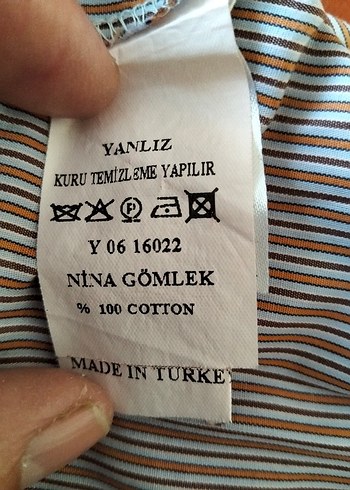 YANLIZ
KURU TEMİZLEME YAPILIR
P
Y 06 16022
NİNA GÖMLEK
% 100 COTTON
MADE IN TURKEY